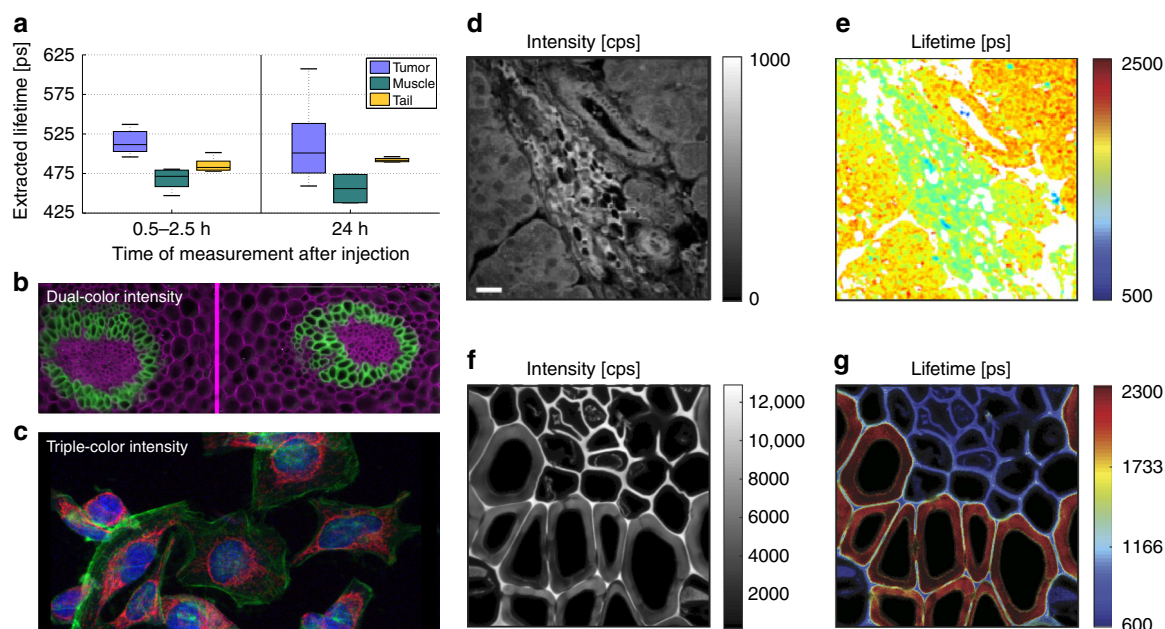 a
Extracted lifetime [ps]
625
575
525
475
425
Tumor
Muscle
Tail
0.5–2.5 h
24 h
Time of measurement after injection
b
Dual-color intensity
c
Triple-color intensity
d
Intensity [cps]
1000
0
e
Lifetime [ps]
2500
500
f
Intensity [cps]
12,000
10,000
8000
6000
4000
2000
g
Lifetime [ps]
2300
1733
1166
600